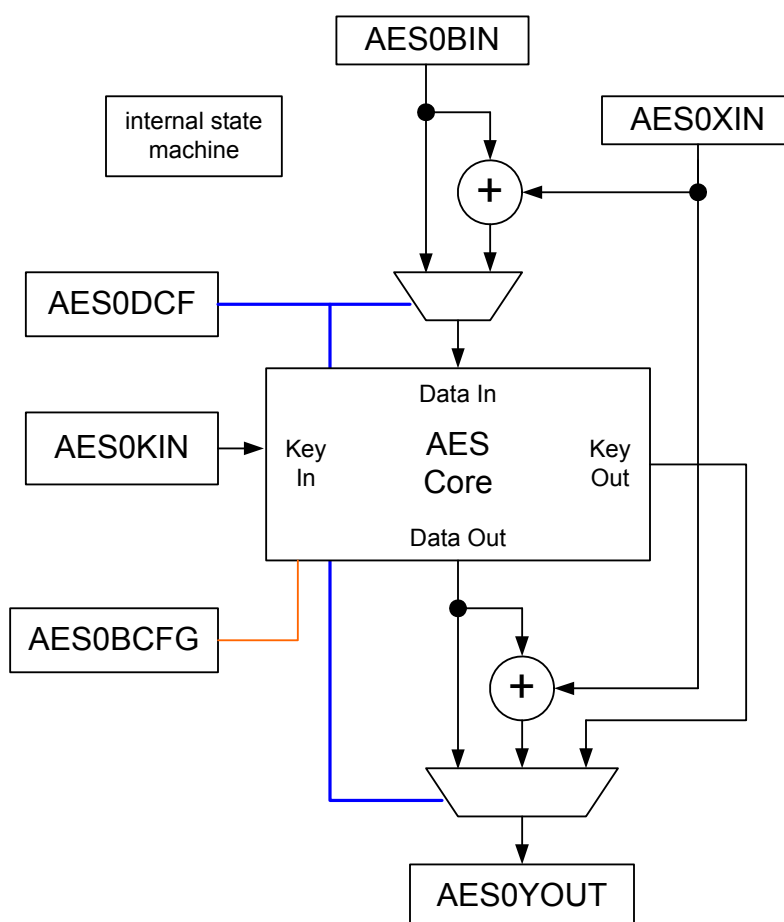 AES0BIN
internal state
machine
AES0XIN
+
AES0DCF
Data In
AES0KIN
Key
In
AES
Core
Key
Out
Data Out
AES0BCFG
+
AES0YOUT